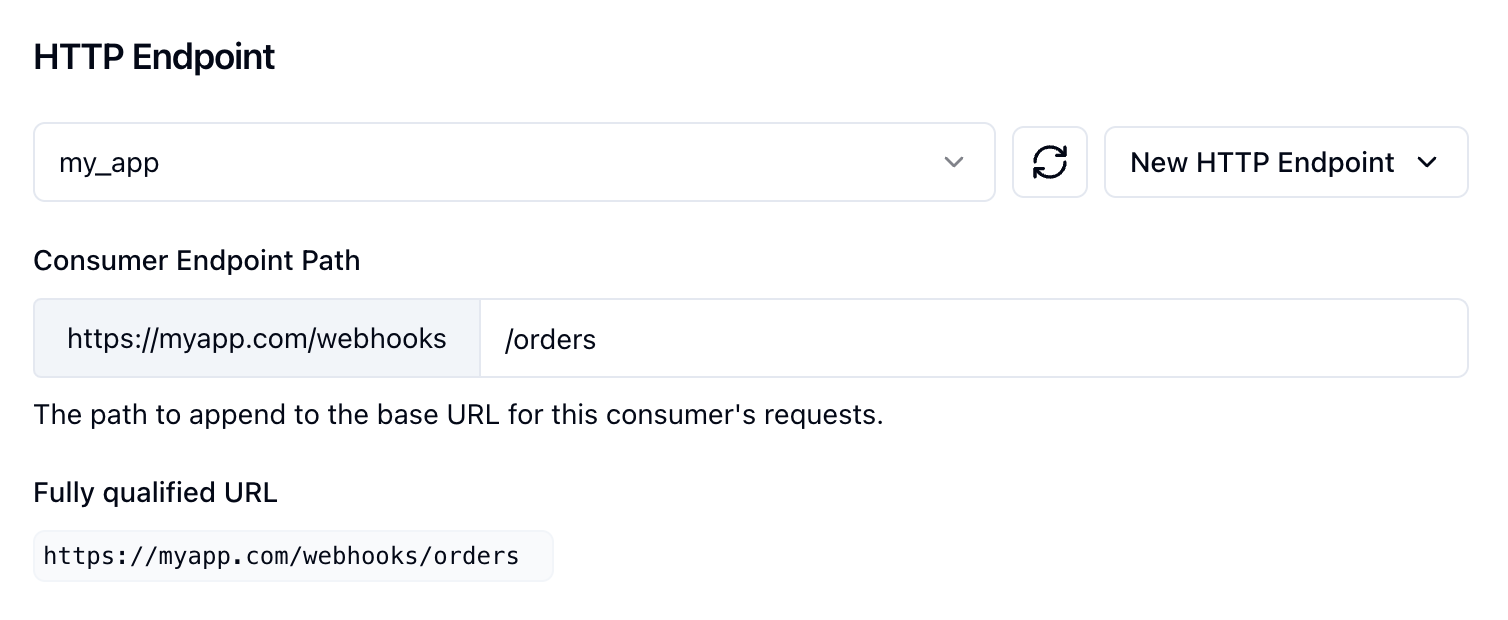 HTTP Endpoint
my_app
New HTTP Endpoint
Consumer Endpoint Path
https://myapp.com/webhooks /orders
The path to append to the base URL for this consumer's requests.
Fully qualified URL
https://myapp.com/webhooks/orders